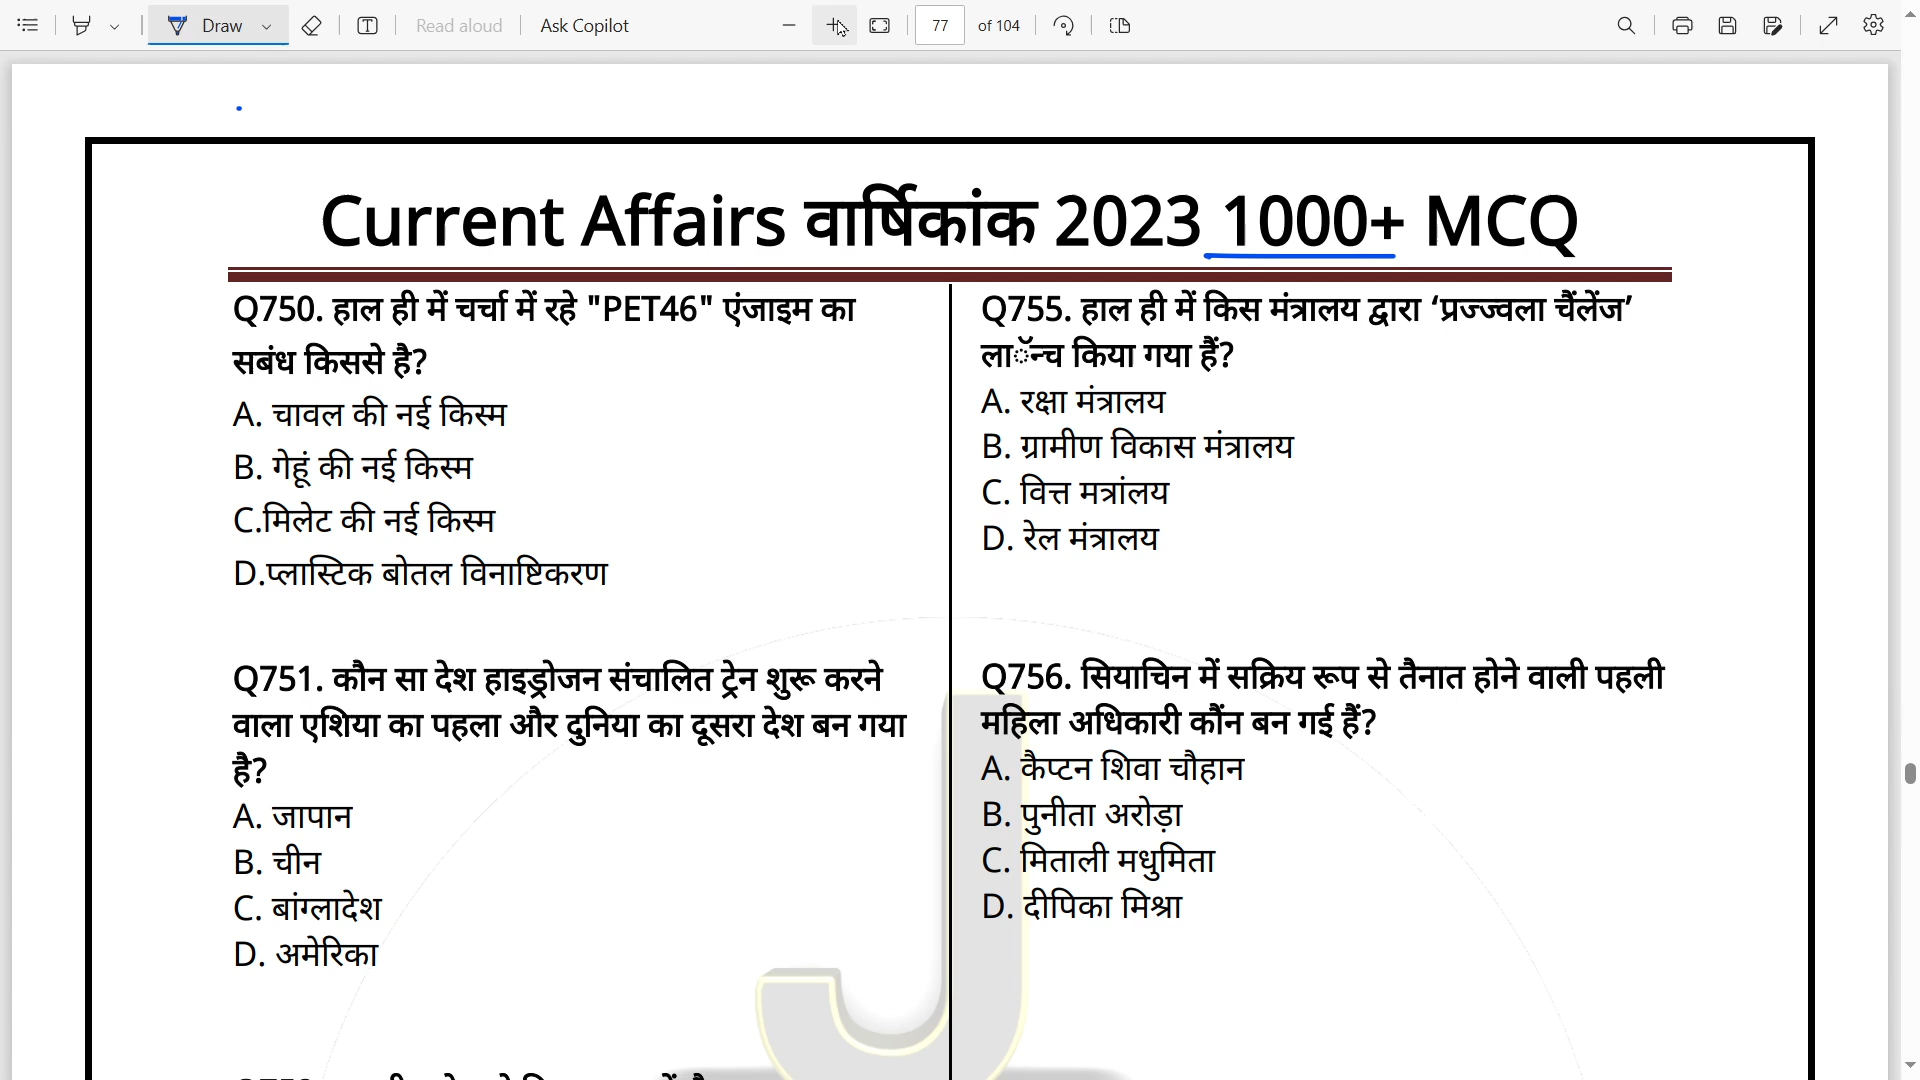 Draw
Read aloud
Ask Copilot
77
of 104
Current Affairs वार्षिकांक 2023 1000+ MCQ
Q750. हाल ही में चर्चा में रहे "PET46" एंजाइम का
सबंध किससे है?
A. चावल की नई किस्म
B. गेहूं की नई किस्म
C.मिलेट की नई किस्म
D.प्लास्टिक बोतल विनाष्टिकरण
Q751. कौन सा देश हाइड्रोजन संचालित ट्रेन शुरू करने
वाला एशिया का पहला और दुनिया का दूसरा देश बन गया
है?
A. जापान
B. चीन
C. बांग्लादेश
D. अमेरिका
Q755. हाल ही में किस मंत्रालय द्वारा ‘प्रज्ज्वला चैंलेंज’
लाॅन्च किया गया हैं?
A. रक्षा मंत्रालय
B. ग्रामीण विकास मंत्रालय
C. वित्त मत्रांलय
D. रेल मंत्रालय
Q756. सियाचिन में सक्रिय रूप से तैनात होने वाली पहली
महिला अधिकारी कौंन बन गई हैं?
A. कैप्टन शिवा चौहान
B. पुनीता अरोड़ा
C. मिताली मधुमिता
D. दीपिका मिश्रा